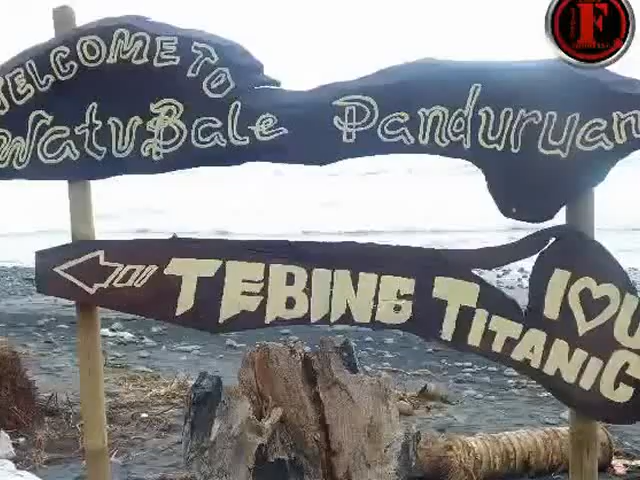 WELCOME TO
WatuBale Panduruan
TEBING TITANIC
I♡U
F